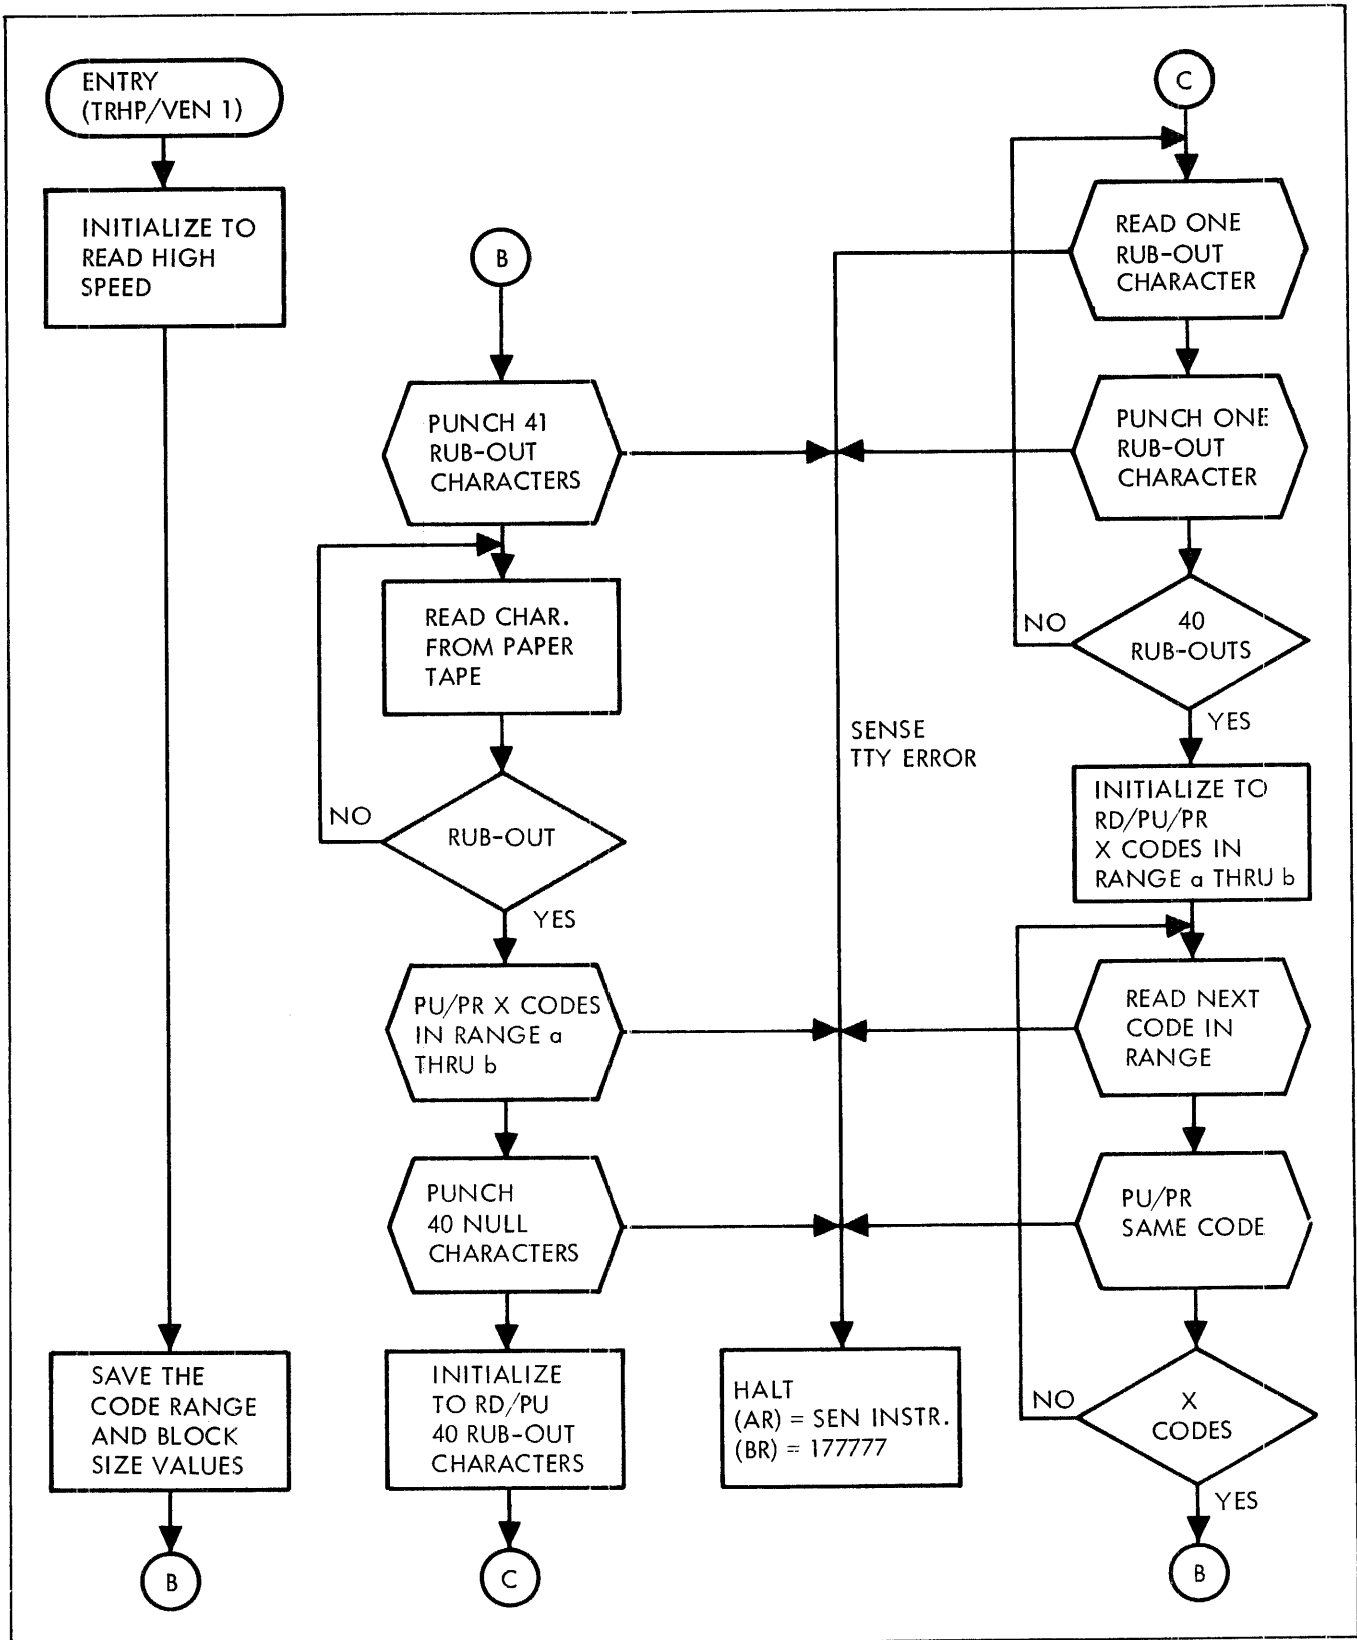 ENTRY
(TRHP/VEN 1)
INITIALIZE TO
READ HIGH
SPEED
SAVE THE
CODE RANGE
AND BLOCK
SIZE VALUES
B
B
PUNCH 41
RUB-OUT
CHARACTERS
READ CHAR.
FROM PAPER
TAPE
NO
RUB-OUT
YES
PU/PR X CODES
IN RANGE a
THRU b
PUNCH
40 NULL
CHARACTERS
INITIALIZE
TO RD/PU
40 RUB-OUT
CHARACTERS
C
SENSE
TTY ERROR
HALT
(AR) = SEN INSTR.
(BR) = 177777
C
READ ONE
RUB-OUT
CHARACTER
PUNCH ONE
RUB-OUT
CHARACTER
NO
40
RUB-OUTS
YES
INITIALIZE TO
RD/PU/PR
X CODES IN
RANGE a THRU b
READ NEXT
CODE IN
RANGE
PU/PR
SAME CODE
NO
X
CODES
YES
B